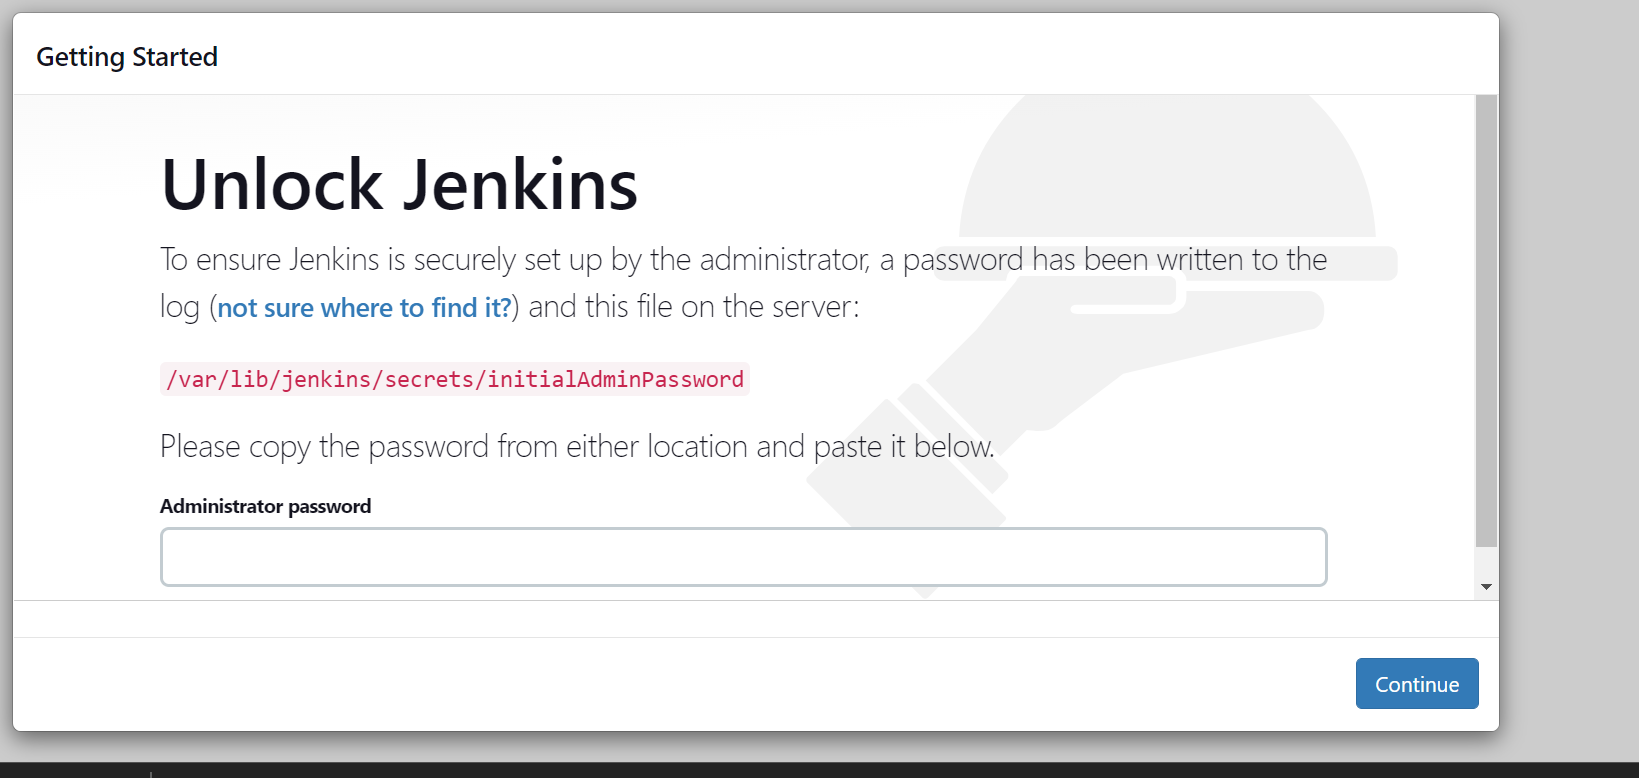 Getting Started
Unlock Jenkins
To ensure Jenkins is securely set up by the administrator, a password has been written to the
log (not sure where to find it?) and this file on the server:
/var/lib/jenkins/secrets/initialAdminPassword
Please copy the password from either location and paste it below.
Administrator password
Continue